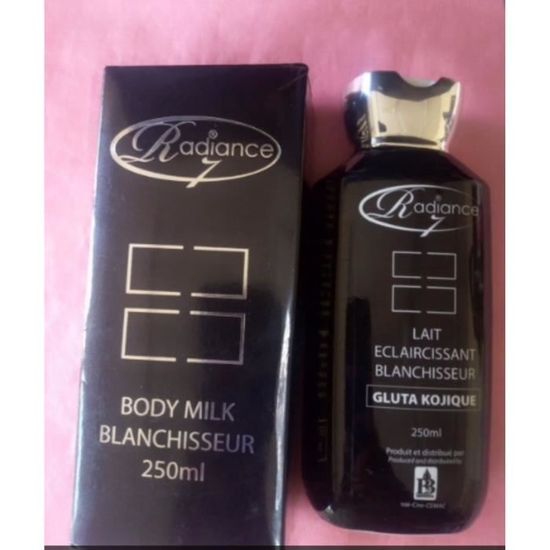 Radiance®
7
BODY MILK
BLANCHISSEUR
250ml
Radiance®
7
LAIT
ECLAIRCISSANT
BLANCHISSEUR
GLUTA KOJIQUE
250ml
Produit et distribué par
Produced and distributed by